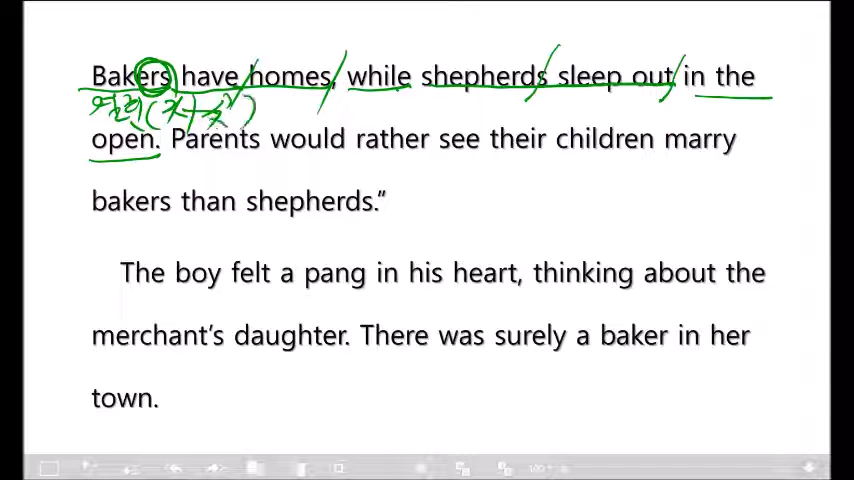 Bakers have homes, while shepherds sleep out in the
open. Parents would rather see their children marry
bakers than shepherds.”
The boy felt a pang in his heart, thinking about the
merchant’s daughter. There was surely a baker in her
town.